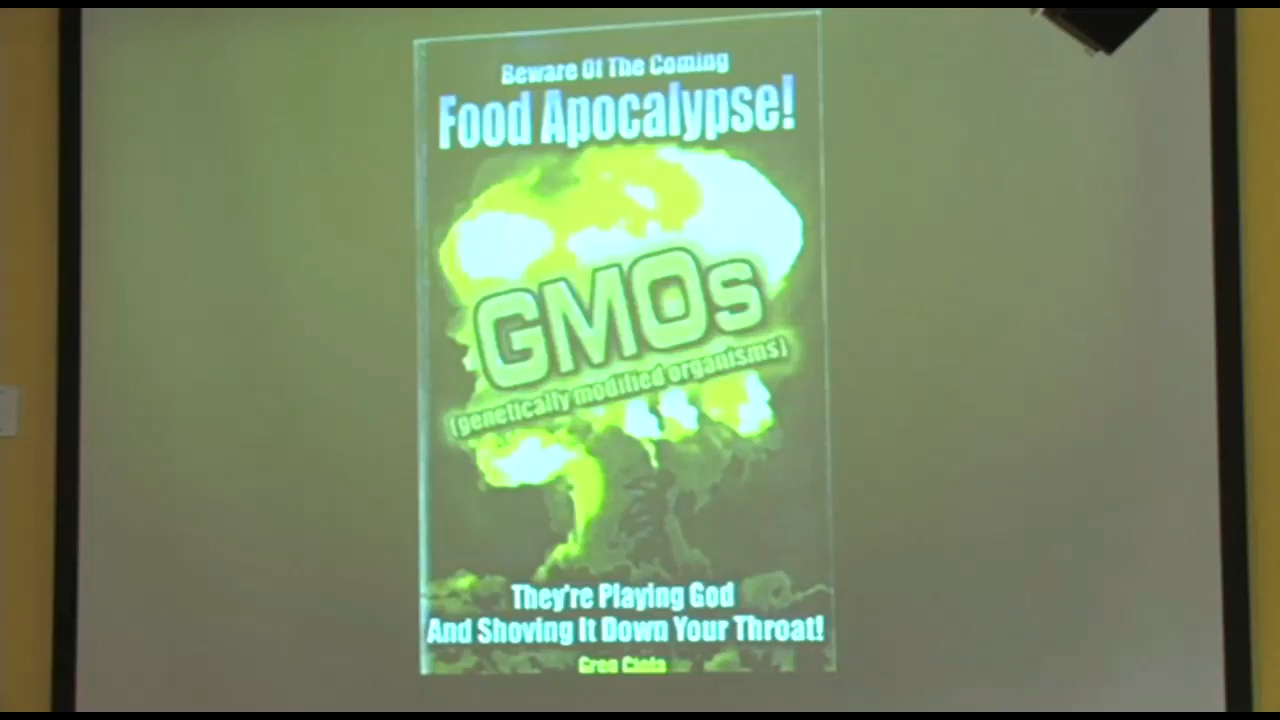 Beware Of The Coming
Food Apocalypse!
GMOs
(genetically modified organisms)
They're Playing God
And Shoving It Down Your Throat!
Greg